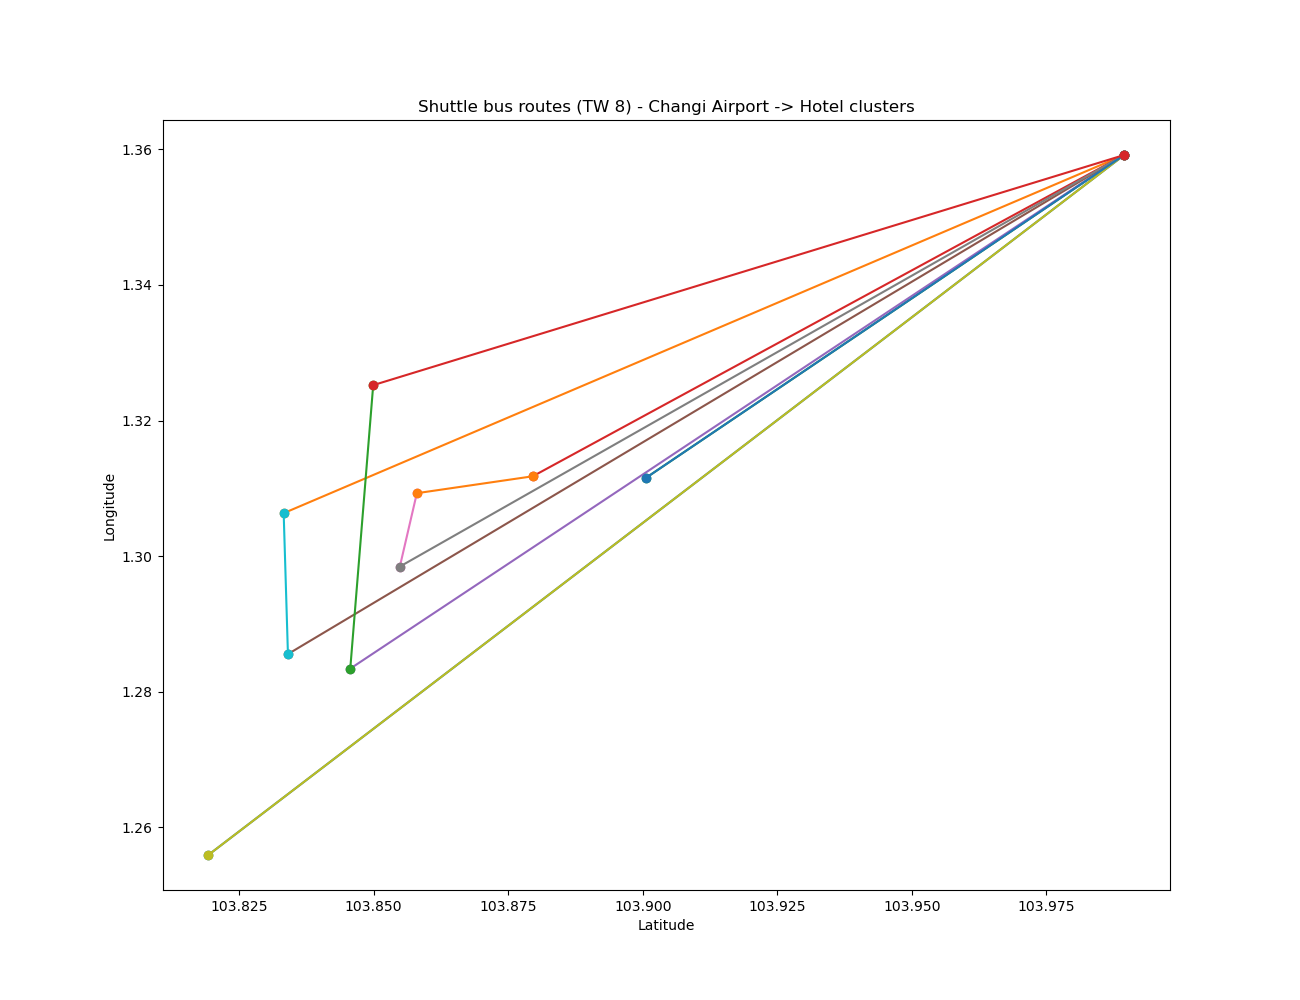 Shuttle bus routes (TW 8) - Changi Airport -> Hotel clusters
1.36
1.34
1.32
1.30
1.28
1.26
Longitude
103.825 103.850 103.875 103.900 103.925 103.950 103.975
Latitude